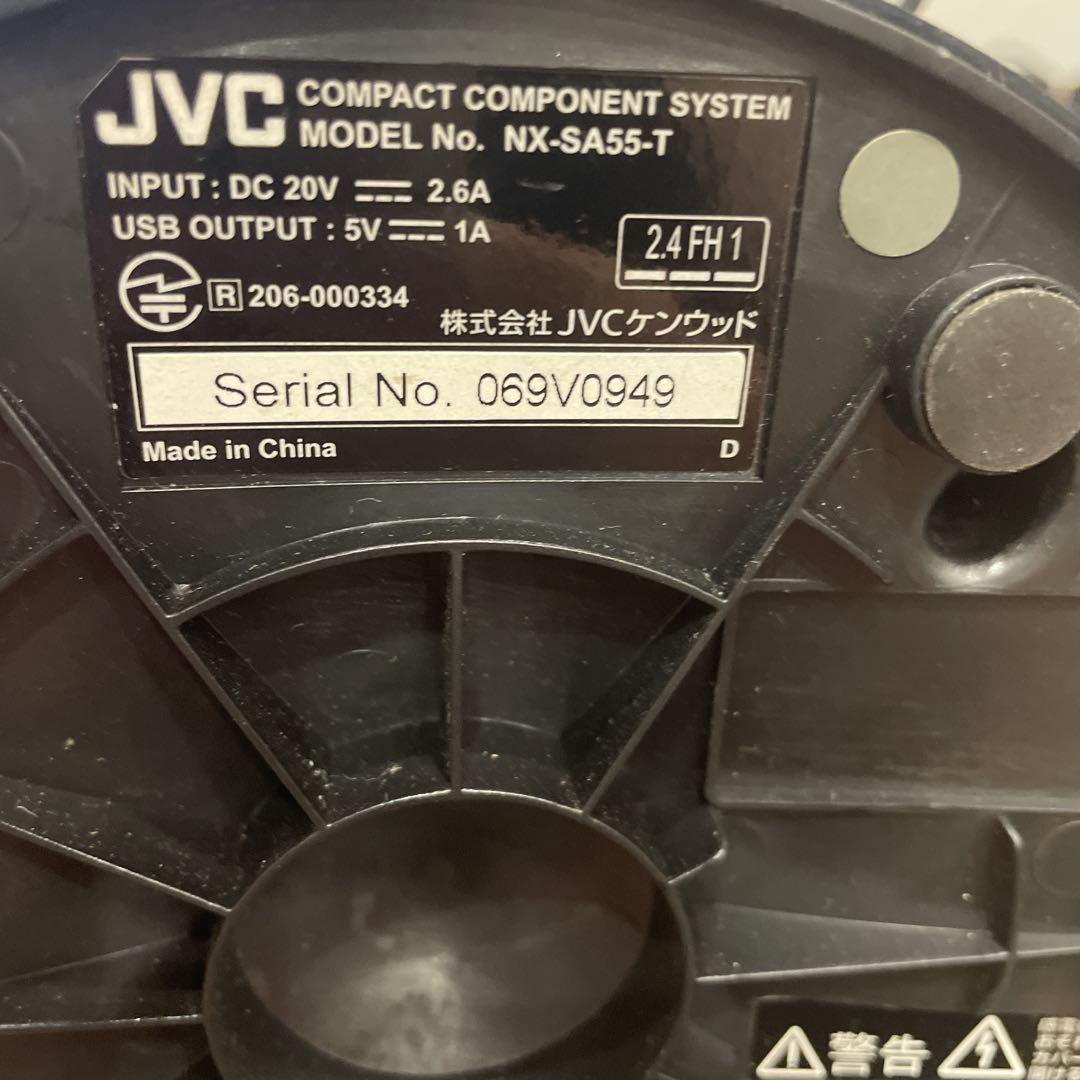 JVC COMPACT COMPONENT SYSTEM
MODEL No. NX-SA55-T
INPUT : DC 20V ⎓ 2.6A
USB OUTPUT : 5V ⎓ 1A
2.4 FH 1
R 206-000334
株式会社 JVCケンウッド
Serial No. 069V0949
Made in China D
警告